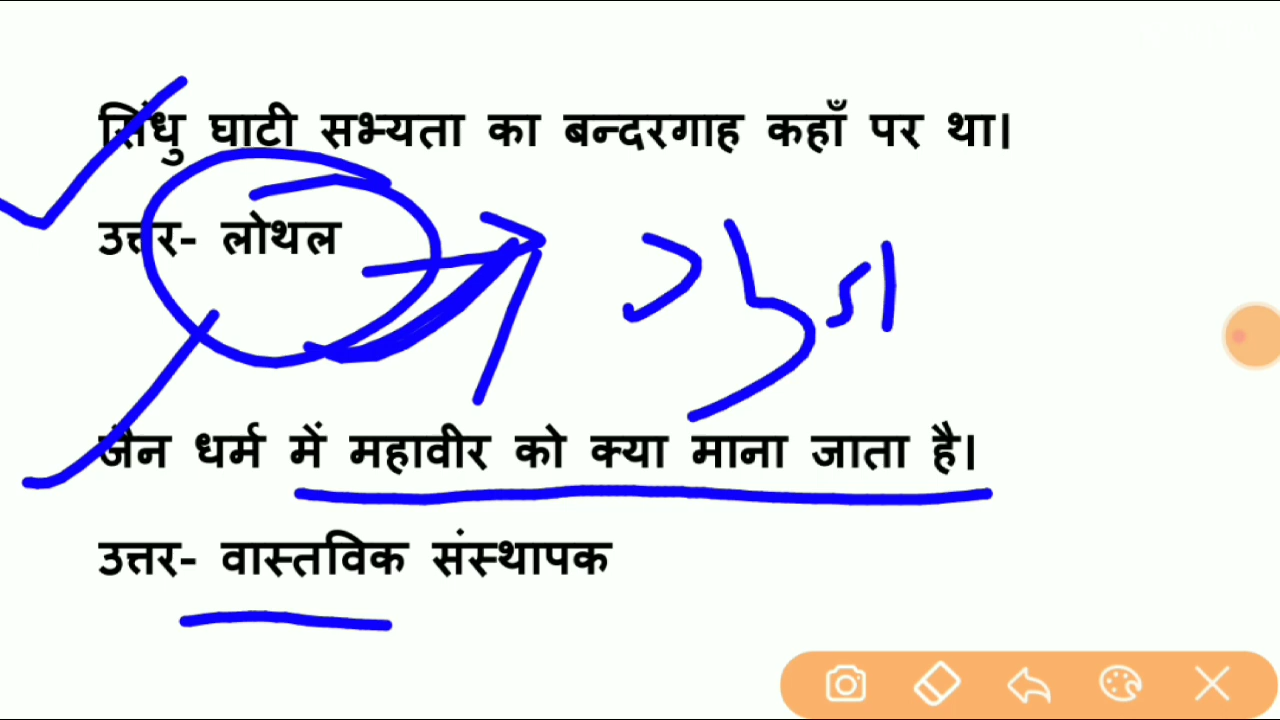 सिंधु घाटी सभ्यता का बन्दरगाह कहाँ पर था।
उत्तर- लोथल
जैन धर्म में महावीर को क्या माना जाता है।
उत्तर- वास्तविक संस्थापक